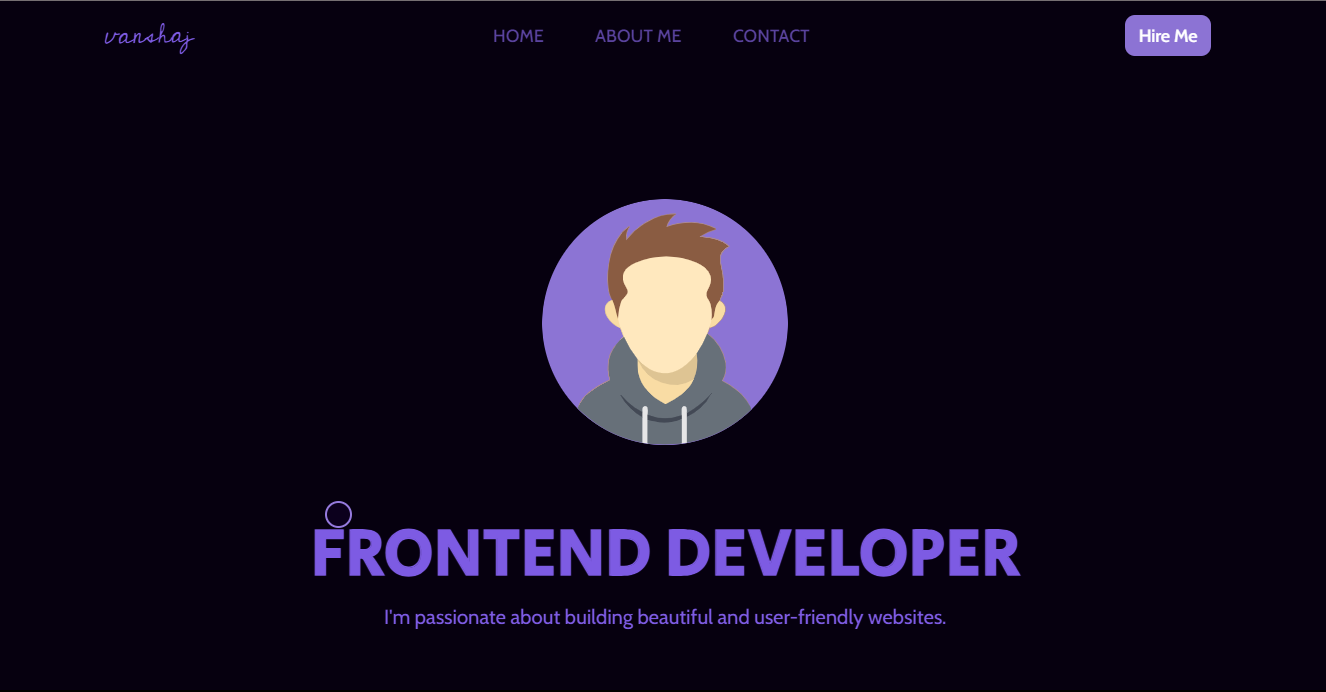 vanshaj
HOME ABOUT ME CONTACT
Hire Me
FRONTEND DEVELOPER
I'm passionate about building beautiful and user-friendly websites.